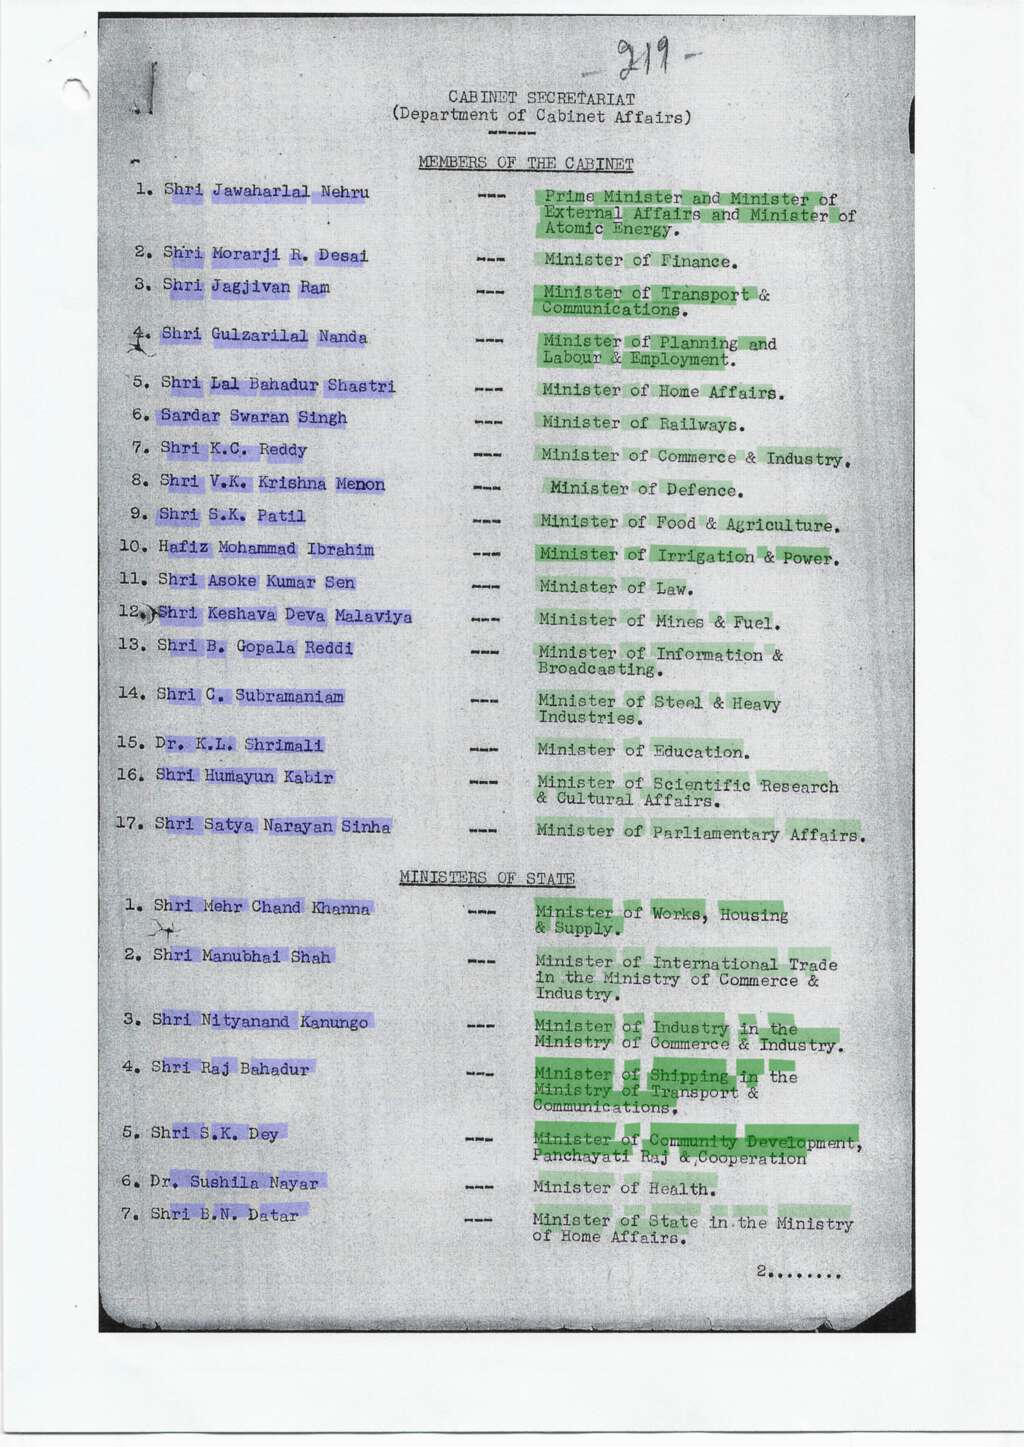 - 219 -
CABINET SECRETARIAT
(Department of Cabinet Affairs)
MEMBERS OF THE CABINET
1. Shri Jawaharlal Nehru --- Prime Minister and Minister of
External Affairs and Minister of
Atomic Energy.
2. Shri Morarji R. Desai --- Minister of Finance.
3. Shri Jagjivan Ram --- Minister of Transport &
Communications.
4. Shri Gulzarilal Nanda --- Minister of Planning and
Labour & Employment.
5. Shri Lal Bahadur Shastri --- Minister of Home Affairs.
6. Sardar Swaran Singh --- Minister of Railways.
7. Shri K.C. Reddy --- Minister of Commerce & Industry.
8. Shri V.K. Krishna Menon --- Minister of Defence.
9. Shri S.K. Patil --- Minister of Food & Agriculture.
10. Hafiz Mohammad Ibrahim --- Minister of Irrigation & Power.
11. Shri Asoke Kumar Sen --- Minister of Law.
12. Shri Keshava Deva Malaviya --- Minister of Mines & Fuel.
13. Shri B. Gopala Reddi --- Minister of Information &
Broadcasting.
14. Shri C. Subramaniam --- Minister of Steel & Heavy
Industries.
15. Dr. K.L. Shrimali --- Minister of Education.
16. Shri Humayun Kabir --- Minister of Scientific Research
& Cultural Affairs.
17. Shri Satya Narayan Sinha --- Minister of Parliamentary Affairs.
MINISTERS OF STATE
1. Shri Mehr Chand Khanna --- Minister of Works, Housing
& Supply.
2. Shri Manubhai Shah --- Minister of International Trade
in the Ministry of Commerce &
Industry.
3. Shri Nityanand Kanungo --- Minister of Industry in the
Ministry of Commerce & Industry.
4. Shri Raj Bahadur --- Minister of Shipping in the
Ministry of Transport &
Communications.
5. Shri S.K. Dey --- Minister of Community Development,
Panchayati Raj & Cooperation
6. Dr. Sushila Nayar --- Minister of Health.
7. Shri B.N. Datar --- Minister of State in the Ministry
of Home Affairs.
2.........